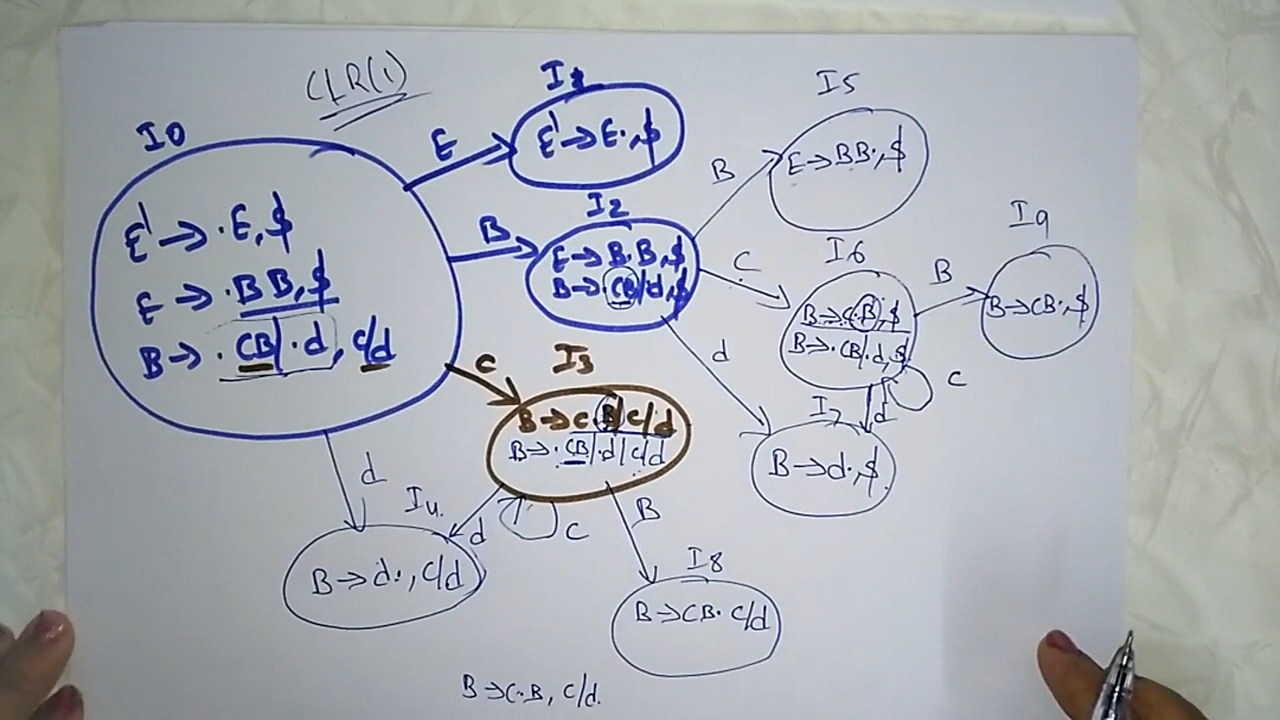 CLR(1)
I0
E' → ·E, $
E → ·BB, $
B → ·CB|·d, c/d
E
I1
E' → E·, $
B
I2
E → B·B, $
B → ·CB|·d, $
B
I5
E → BB·, $
C
I6
B → C·B, $
B → ·CB|·d, $
B
I9
B → CB·, $
C
d
d
I7
B → d·, $
C
I3
B → C·B| C/d
B → ·CB|·d| C/d
d
I4.
d
C
B
B → d·, C/d
I8
B → CB· C/d
B → C·B, C/d.